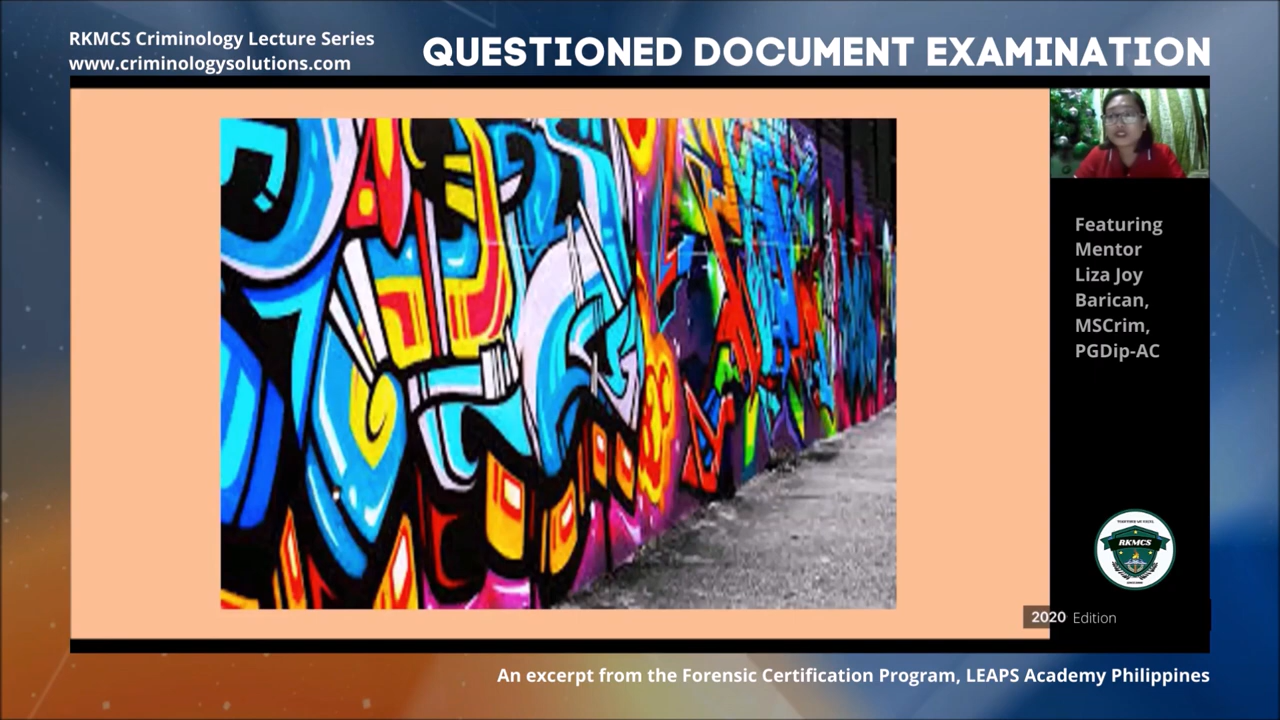 RKMCS Criminology Lecture Series
www.criminologysolutions.com
QUESTIONED DOCUMENT EXAMINATION
Featuring
Mentor
Liza Joy
Barican,
MSCrim,
PGDip-AC
RKMCS
2020 Edition
An excerpt from the Forensic Certification Program, LEAPS Academy Philippines